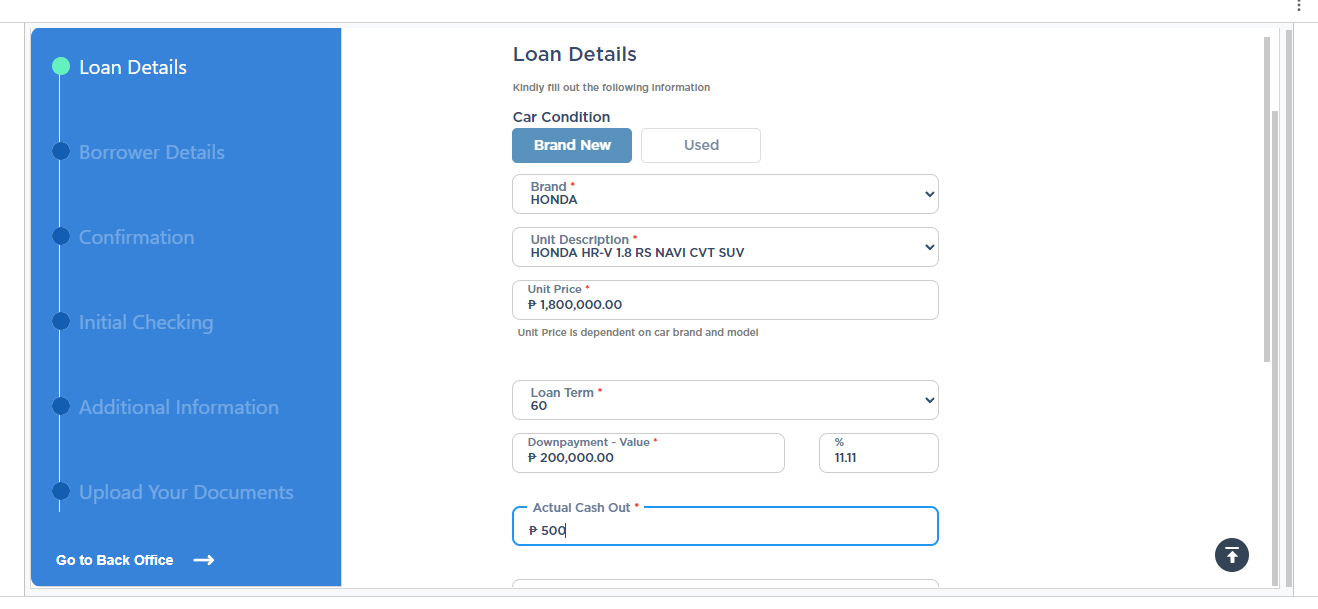 Loan Details
Borrower Details
Confirmation
Initial Checking
Additional Information
Upload Your Documents
Go to Back Office
Loan Details
Kindly fill out the following information
Car Condition
Brand New
Used
Brand *
HONDA
Unit Description *
HONDA HR-V 1.8 RS NAVI CVT SUV
Unit Price *
₱ 1,800,000.00
Unit Price is dependent on car brand and model
Loan Term *
60
Downpayment - Value *
₱ 200,000.00
%
11.11
Actual Cash Out *
₱ 500